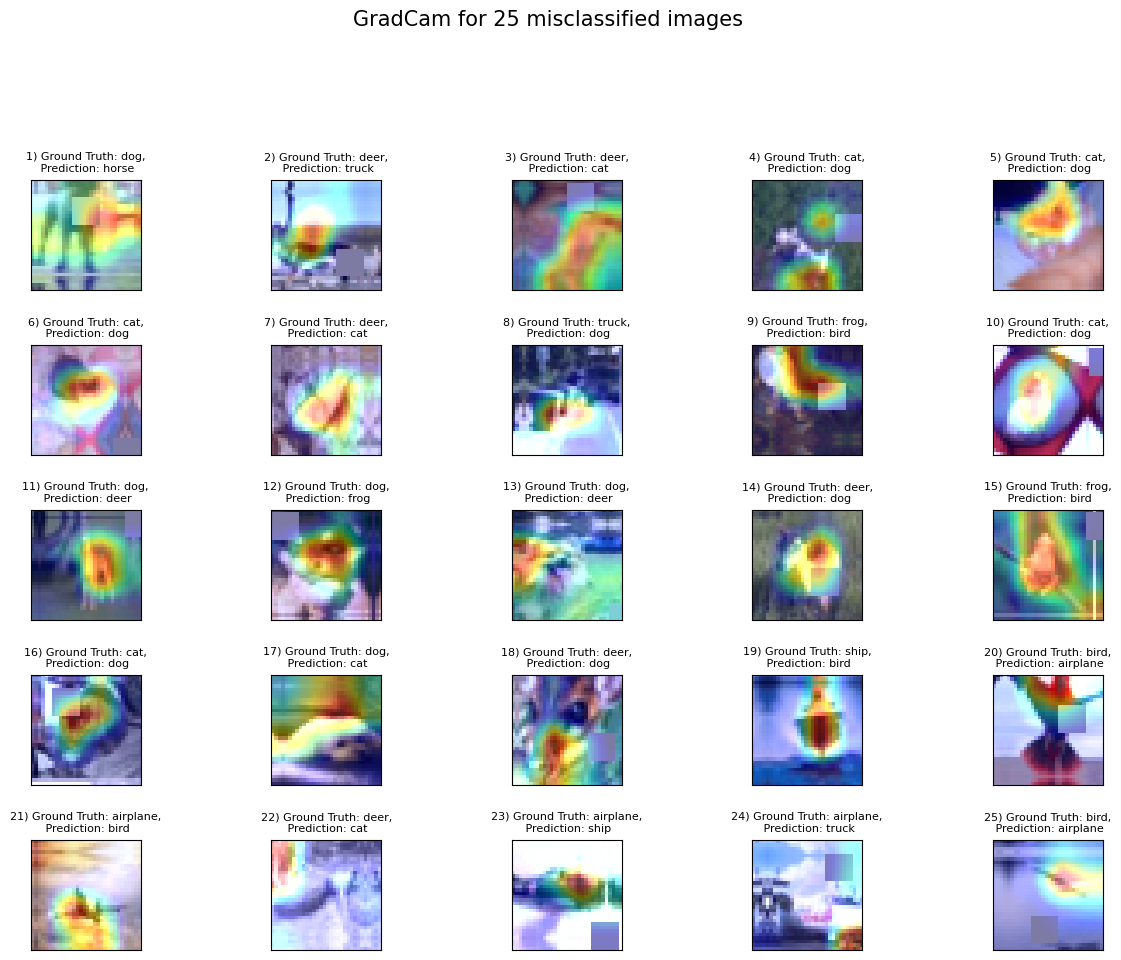 GradCam for 25 misclassified images
1) Ground Truth: dog,
Prediction: horse
2) Ground Truth: deer,
Prediction: truck
3) Ground Truth: deer,
Prediction: cat
4) Ground Truth: cat,
Prediction: dog
5) Ground Truth: cat,
Prediction: dog
6) Ground Truth: cat,
Prediction: dog
7) Ground Truth: deer,
Prediction: cat
8) Ground Truth: truck,
Prediction: dog
9) Ground Truth: frog,
Prediction: bird
10) Ground Truth: cat,
Prediction: dog
11) Ground Truth: dog,
Prediction: deer
12) Ground Truth: dog,
Prediction: frog
13) Ground Truth: dog,
Prediction: deer
14) Ground Truth: deer,
Prediction: dog
15) Ground Truth: frog,
Prediction: bird
16) Ground Truth: cat,
Prediction: dog
17) Ground Truth: dog,
Prediction: cat
18) Ground Truth: deer,
Prediction: dog
19) Ground Truth: ship,
Prediction: bird
20) Ground Truth: bird,
Prediction: airplane
21) Ground Truth: airplane,
Prediction: bird
22) Ground Truth: deer,
Prediction: cat
23) Ground Truth: airplane,
Prediction: ship
24) Ground Truth: airplane,
Prediction: truck
25) Ground Truth: bird,
Prediction: airplane